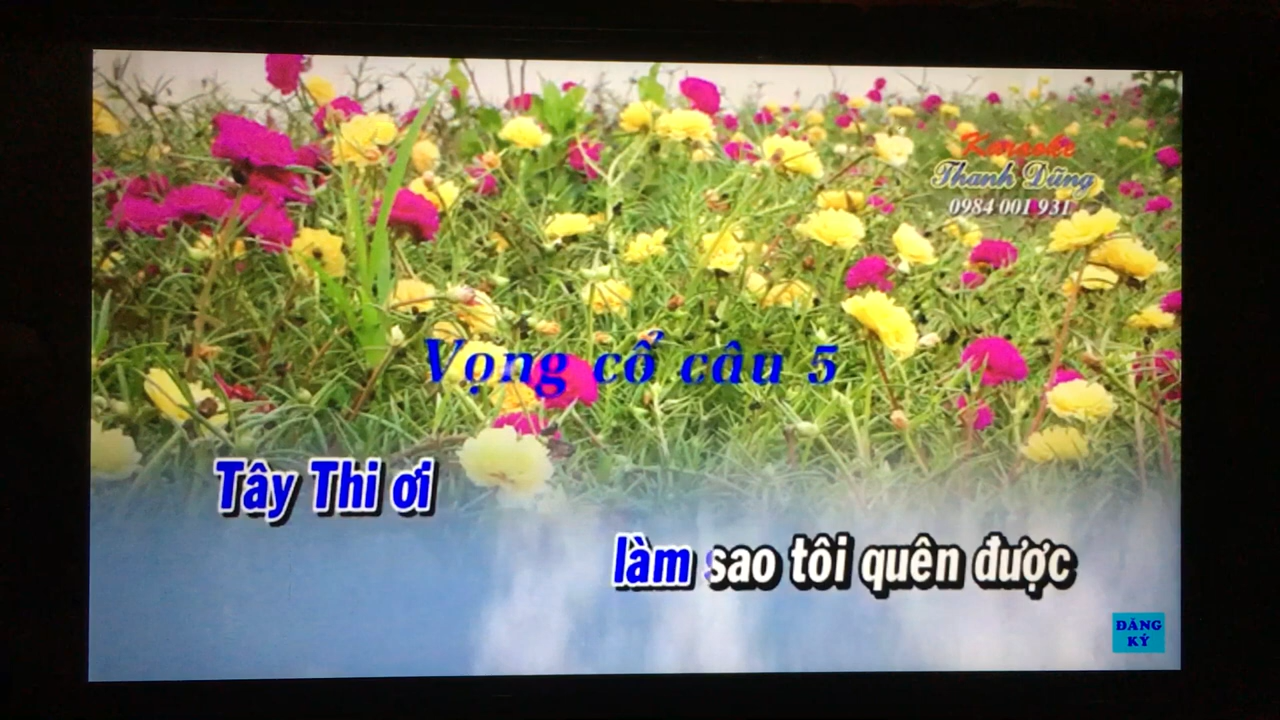 Karaoke
Thanh Dũng
0984 001 931
Vọng cổ câu 5
Tây Thi ơi
làm sao tôi quên được
ĐĂNG
KÝ